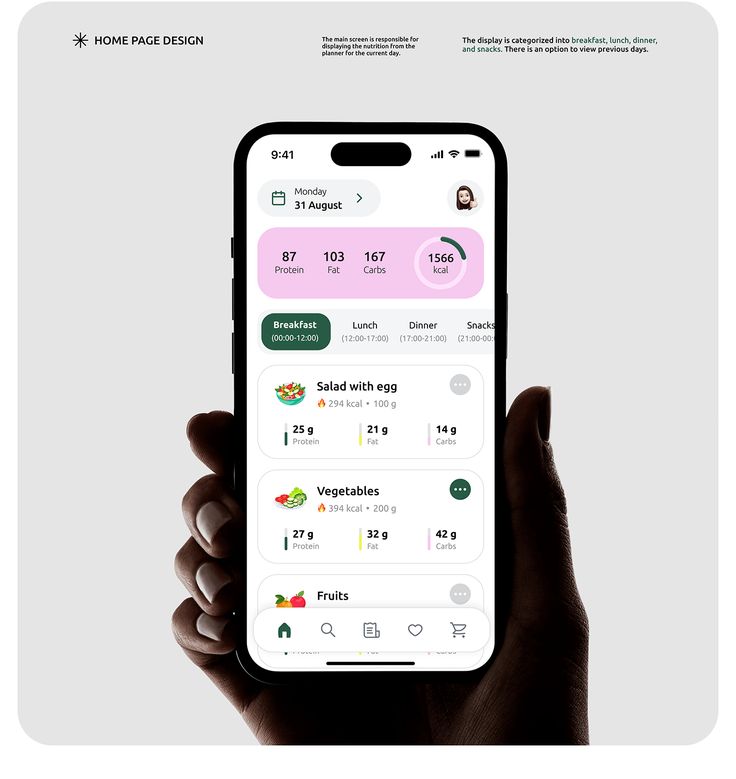 HOME PAGE DESIGN
The main screen is responsible for
displaying the nutrition from the
planner for the current day.
The display is categorized into breakfast, lunch, dinner,
and snacks. There is an option to view previous days.
9:41
Monday
31 August
87
Protein
103
Fat
167
Carbs
1566
kcal
Breakfast
(00:00-12:00)
Lunch
(12:00-17:00)
Dinner
(17:00-21:00)
Snacks
(21:00-00:
Salad with egg
294 kcal • 100 g
25 g
Protein
21 g
Fat
14 g
Carbs
Vegetables
394 kcal • 200 g
27 g
Protein
32 g
Fat
42 g
Carbs
Fruits